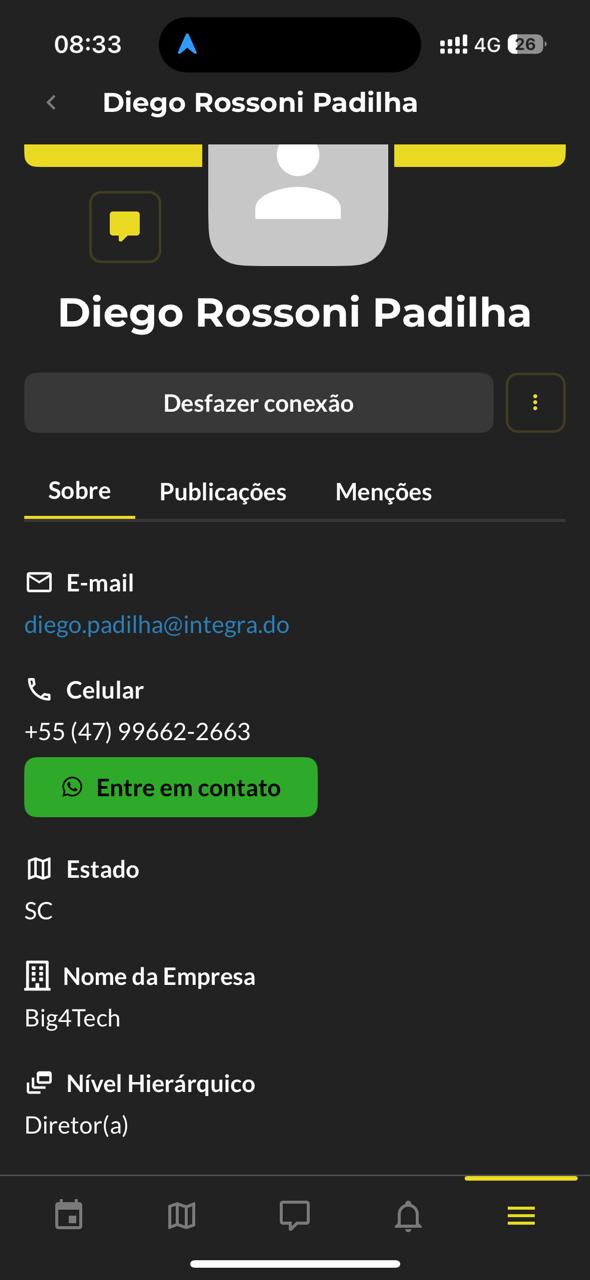 08:33
4G
26
Diego Rossoni Padilha
Diego Rossoni Padilha
Desfazer conexão
Sobre
Publicações
Menções
E-mail
diego.padilha@integra.do
Celular
+55 (47) 99662-2663
Entre em contato
Estado
SC
Nome da Empresa
Big4Tech
Nível Hierárquico
Diretor(a)